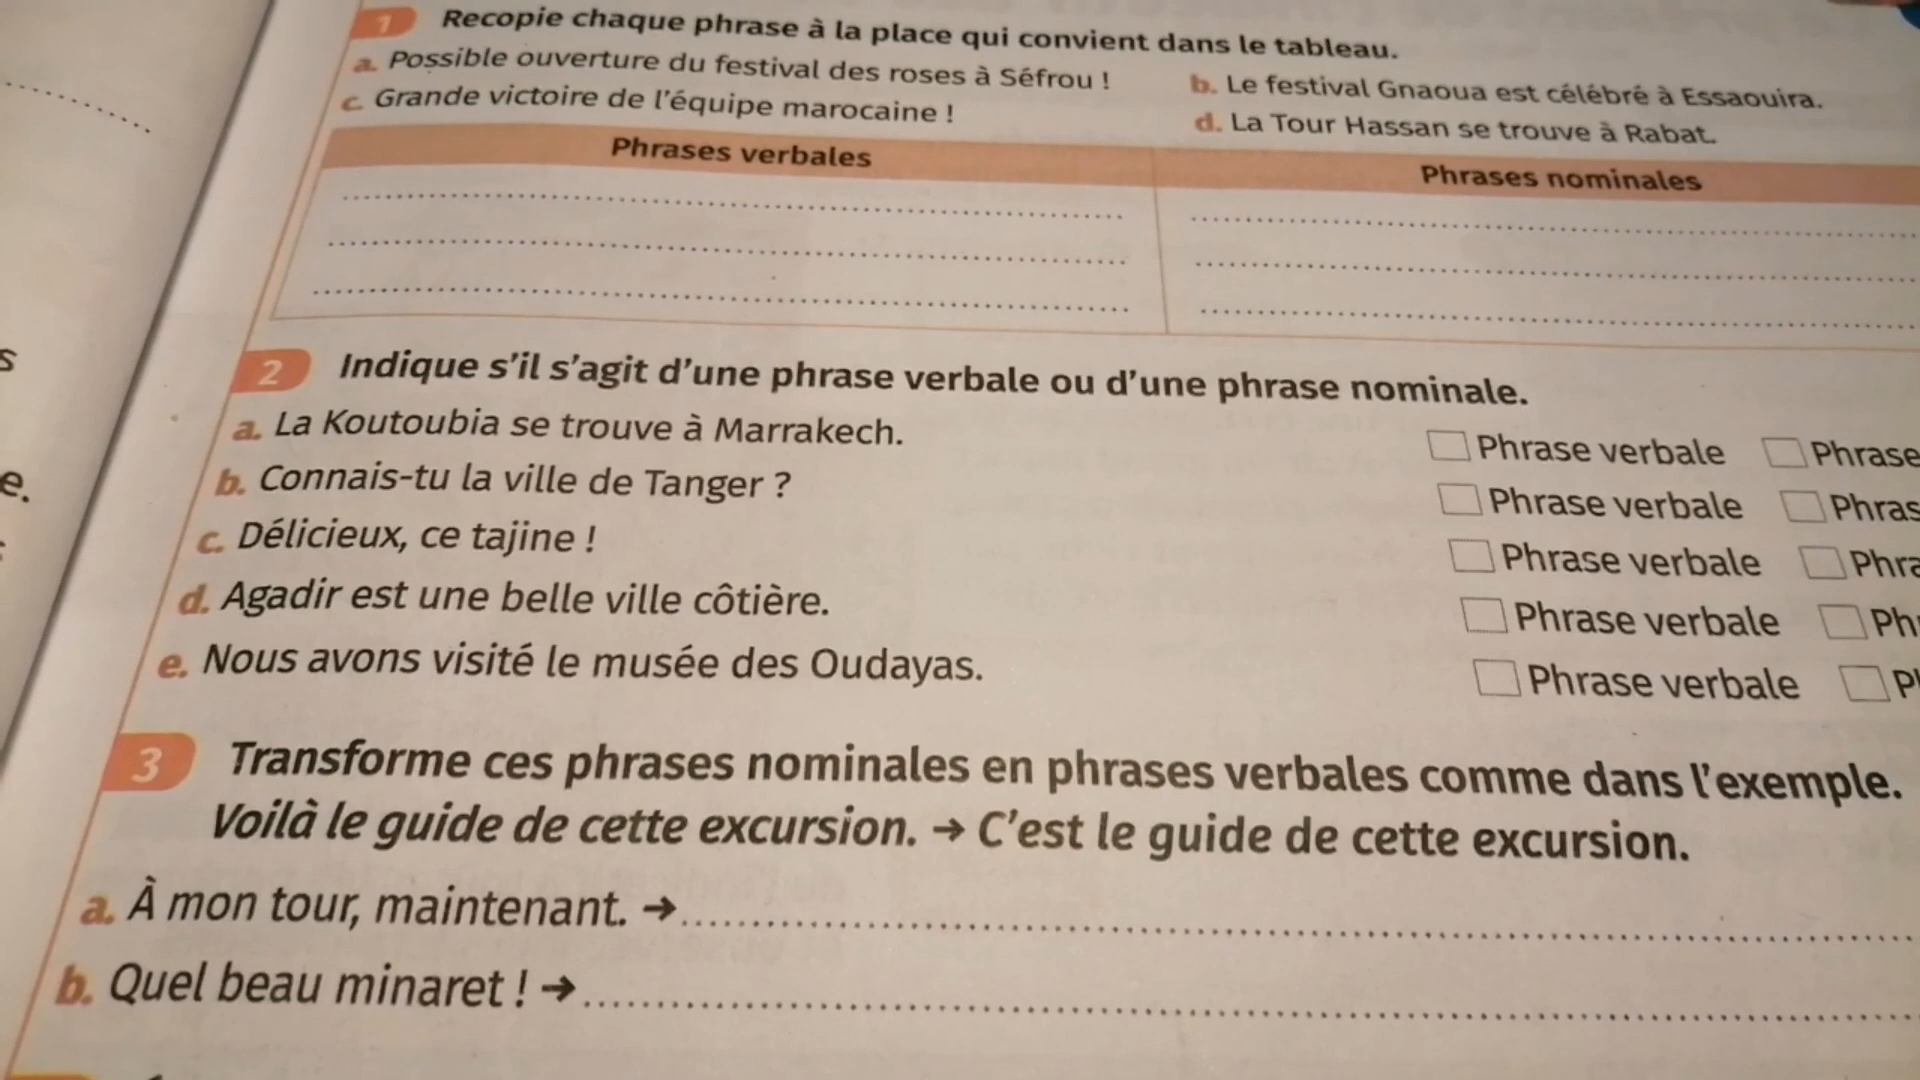 1 Recopie chaque phrase à la place qui convient dans le tableau.
a. Possible ouverture du festival des roses à Séfrou !
b. Le festival Gnaoua est célébré à Essaouira.
c. Grande victoire de l'équipe marocaine !
d. La Tour Hassan se trouve à Rabat.
Phrases verbales
Phrases nominales
2 Indique s'il s'agit d'une phrase verbale ou d'une phrase nominale.
a. La Koutoubia se trouve à Marrakech. Phrase verbale Phrase
b. Connais-tu la ville de Tanger ? Phrase verbale Phras
c. Délicieux, ce tajine ! Phrase verbale Phra
d. Agadir est une belle ville côtière. Phrase verbale Ph
e. Nous avons visité le musée des Oudayas. Phrase verbale P
3 Transforme ces phrases nominales en phrases verbales comme dans l'exemple.
Voilà le guide de cette excursion. → C'est le guide de cette excursion.
a. À mon tour, maintenant. →
b. Quel beau minaret ! →
s
e.